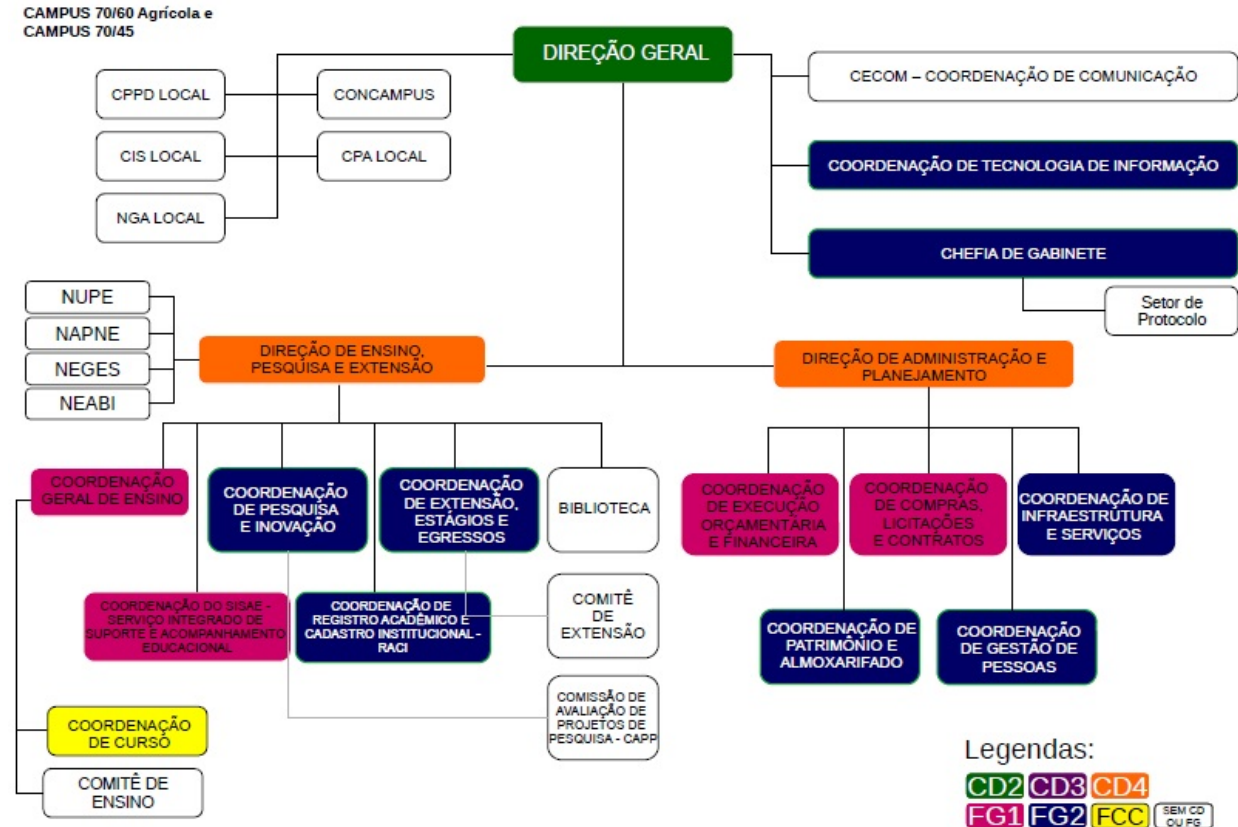 CAMPUS 70/60 Agrícola e
CAMPUS 70/45
DIREÇÃO GERAL
CPPD LOCAL
CONCAMPUS
CIS LOCAL
CPA LOCAL
NGA LOCAL
CECOM – COORDENAÇÃO DE COMUNICAÇÃO
COORDENAÇÃO DE TECNOLOGIA DE INFORMAÇÃO
CHEFIA DE GABINETE
Setor de
Protocolo
NUPE
NAPNE
NEGES
NEABI
DIREÇÃO DE ENSINO,
PESQUISA E EXTENSÃO
DIREÇÃO DE ADMINISTRAÇÃO E
PLANEJAMENTO
COORDENAÇÃO
GERAL DE ENSINO
COORDENAÇÃO
DE PESQUISA
E INOVAÇÃO
COORDENAÇÃO
DE EXTENSÃO,
ESTÁGIOS E
EGRESSOS
BIBLIOTECA
COORDENAÇÃO
DE EXECUÇÃO
ORÇAMENTÁRIA
E FINANCEIRA
COORDENAÇÃO
DE COMPRAS,
LICITAÇÕES
E CONTRATOS
COORDENAÇÃO DE
INFRAESTRUTURA
E SERVIÇOS
COORDENAÇÃO DO SISAE -
SERVIÇO INTEGRADO DE
SUPORTE E ACOMPANHAMENTO
EDUCACIONAL
COORDENAÇÃO DE
REGISTRO ACADÊMICO E
CADASTRO INSTITUCIONAL -
RACI
COMITÊ
DE
EXTENSÃO
COORDENAÇÃO DE
PATRIMÔNIO E
ALMOXARIFADO
COORDENAÇÃO
DE GESTÃO DE
PESSOAS
COMISSÃO DE
AVALIAÇÃO DE
PROJETOS DE
PESQUISA - CAPP
COORDENAÇÃO
DE CURSO
COMITÊ DE
ENSINO
Legendas:
CD2 CD3 CD4
FG1 FG2 FCC SEM CD
OU FG